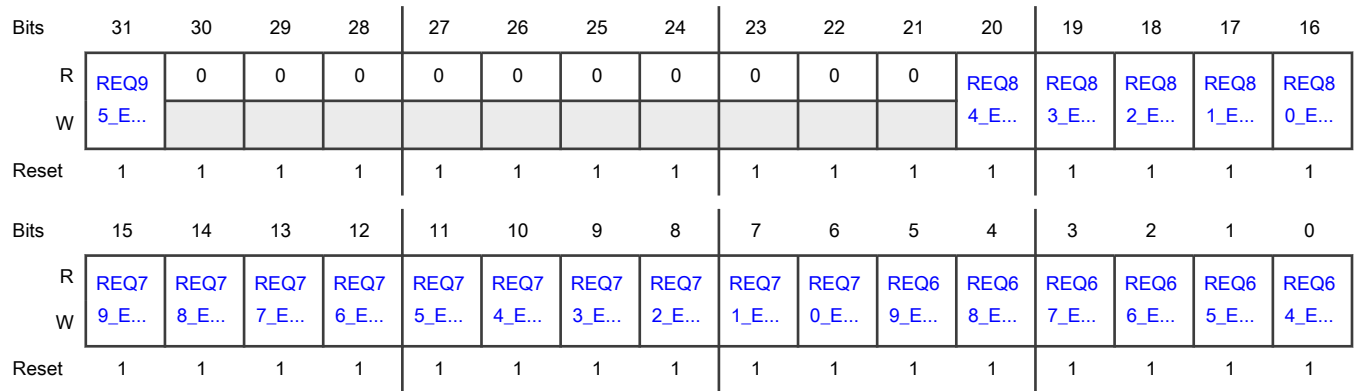 Bits 31 30 29 28 27 26 25 24 23 22 21 20 19 18 17 16
R REQ9 0 0 0 0 0 0 0 0 0 0 REQ8 REQ8 REQ8 REQ8 REQ8
W 5_E... 4_E... 3_E... 2_E... 1_E... 0_E...
Reset 1 1 1 1 1 1 1 1 1 1 1 1 1 1 1 1
Bits 15 14 13 12 11 10 9 8 7 6 5 4 3 2 1 0
R REQ7 REQ7 REQ7 REQ7 REQ7 REQ7 REQ7 REQ7 REQ7 REQ7 REQ6 REQ6 REQ6 REQ6 REQ6 REQ6
W 9_E... 8_E... 7_E... 6_E... 5_E... 4_E... 3_E... 2_E... 1_E... 0_E... 9_E... 8_E... 7_E... 6_E... 5_E... 4_E...
Reset 1 1 1 1 1 1 1 1 1 1 1 1 1 1 1 1